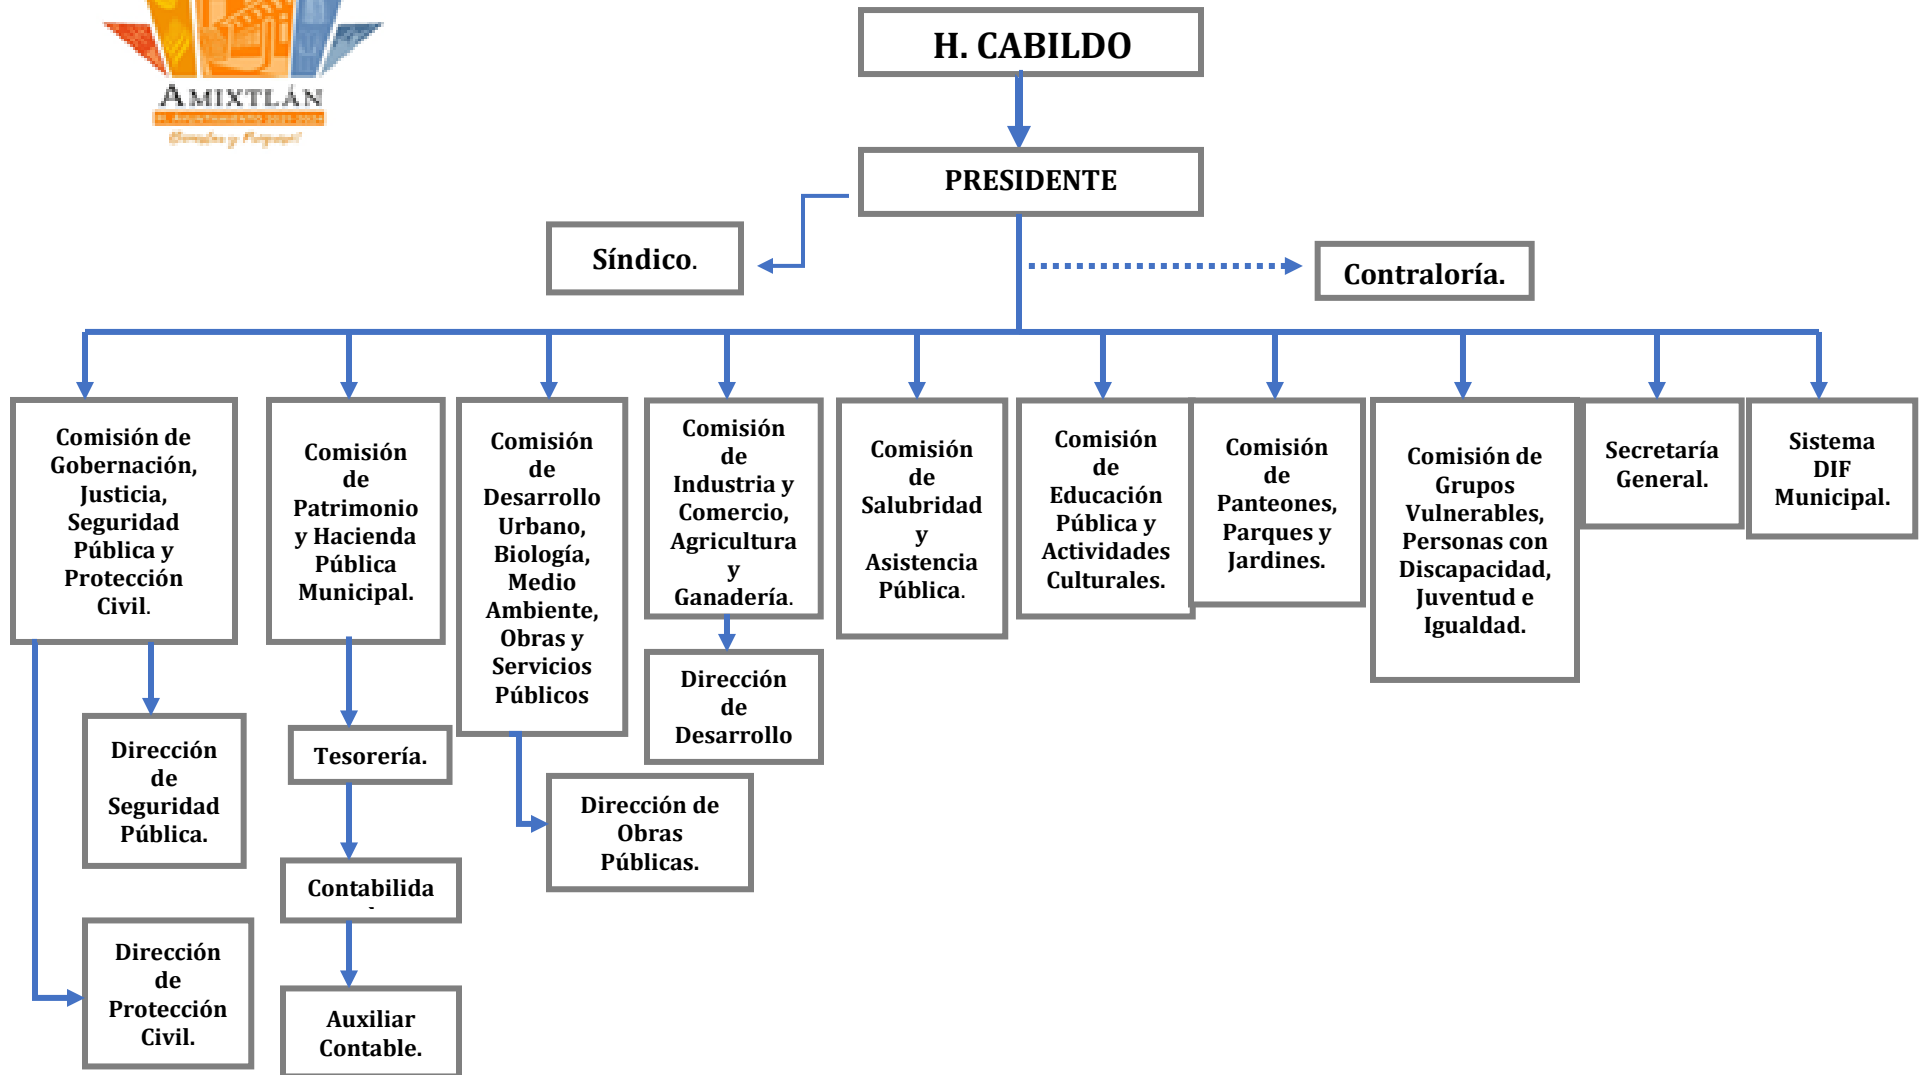 AMIXTLÁN
H. CABILDO
PRESIDENTE
Síndico.
Contraloría.
Comisión de
Gobernación,
Justicia,
Seguridad
Pública y
Protección
Civil.
Comisión
de
Patrimonio
y Hacienda
Pública
Municipal.
Comisión
de
Desarrollo
Urbano,
Biología,
Medio
Ambiente,
Obras y
Servicios
Públicos
Comisión
de
Industria y
Comercio,
Agricultura
y
Ganadería.
Comisión
de
Salubridad
y
Asistencia
Pública.
Comisión
de
Educación
Pública y
Actividades
Culturales.
Comisión
de
Panteones,
Parques y
Jardines.
Comisión de
Grupos
Vulnerables,
Personas con
Discapacidad,
Juventud e
Igualdad.
Secretaría
General.
Sistema
DIF
Municipal.
Dirección
de
Seguridad
Pública.
Tesorería.
Dirección
de
Desarrollo
Dirección de
Obras
Públicas.
Contabilida
Dirección
de
Protección
Civil.
Auxiliar
Contable.